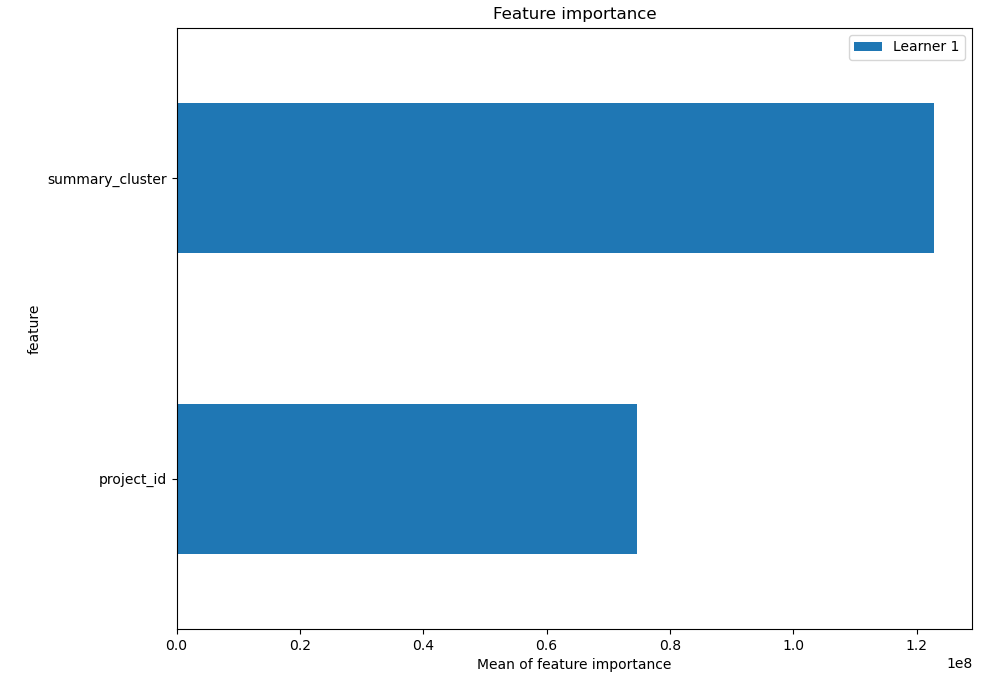 Feature importance
Learner 1
summary_cluster
feature
project_id
0.0 0.2 0.4 0.6 0.8 1.0 1.2
1e8
Mean of feature importance